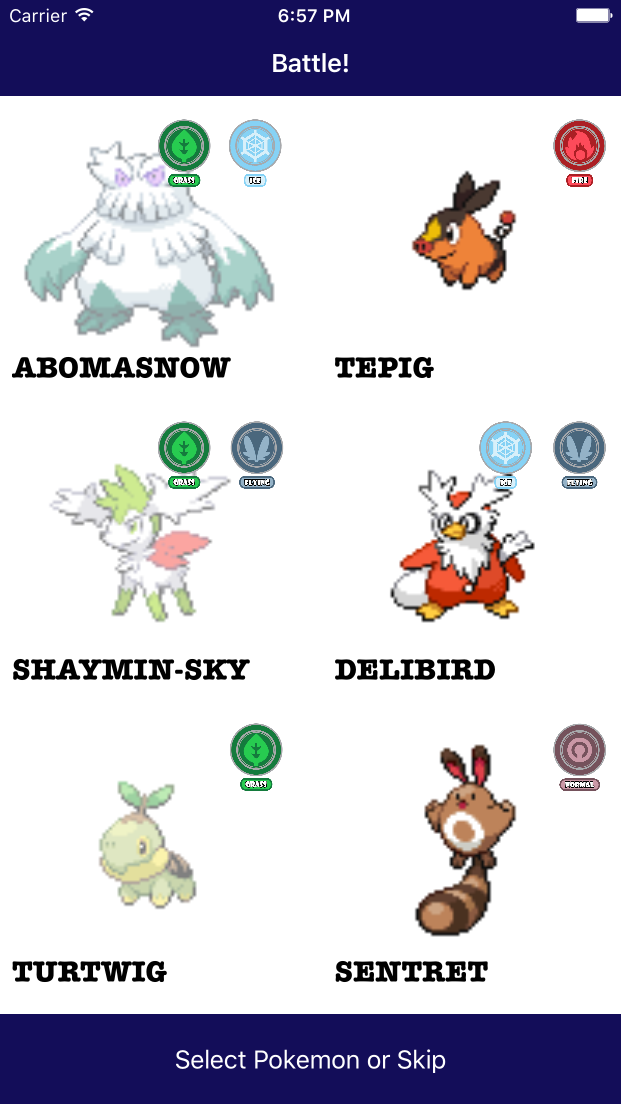 Carrier 6:57 PM
Battle!
GRASS ICE FIRE
ABOMASNOW TEPIG
GRASS FLYING ICE FLYING
SHAYMIN-SKY DELIBIRD
GRASS NORMAL
TURTWIG SENTRET
Select Pokemon or Skip